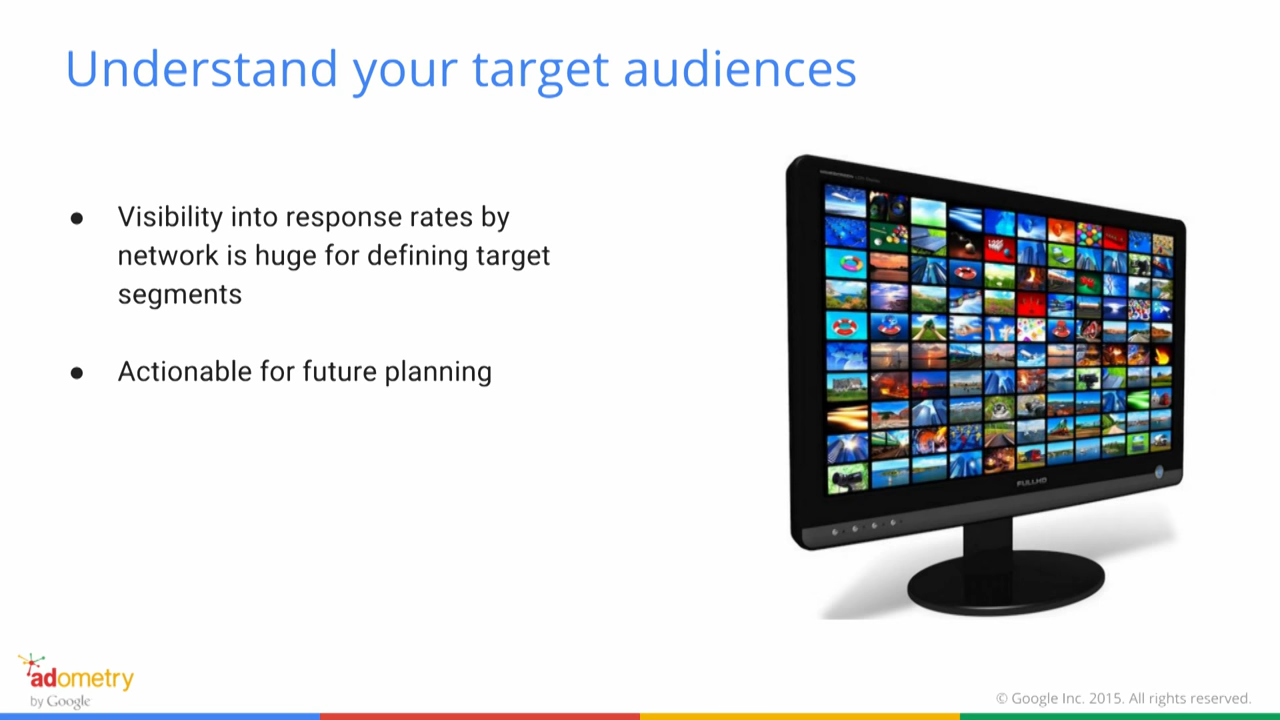 Understand your target audiences
● Visibility into response rates by
network is huge for defining target
segments
● Actionable for future planning
FULLHD
adometry
by Google
© Google Inc. 2015. All rights reserved.